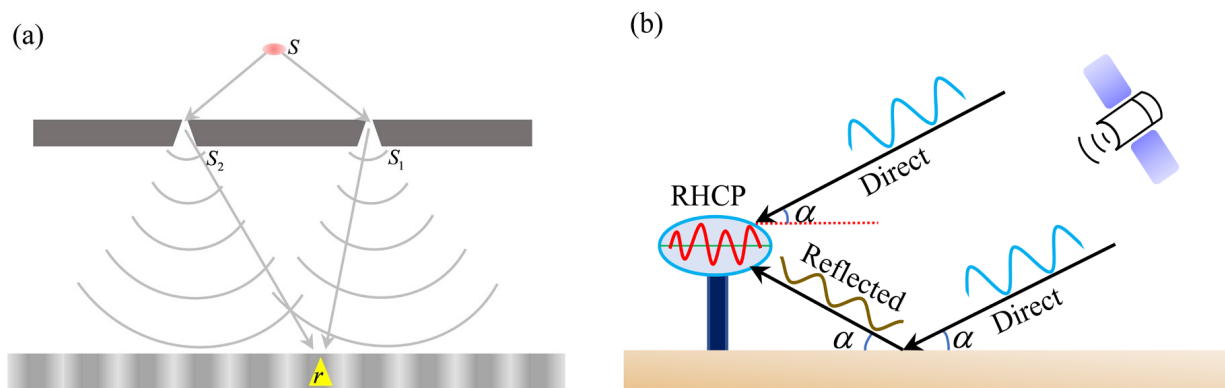 (a)
S
S2
S1
r
(b)
Direct
RHCP
α
Reflected
Direct
α
α